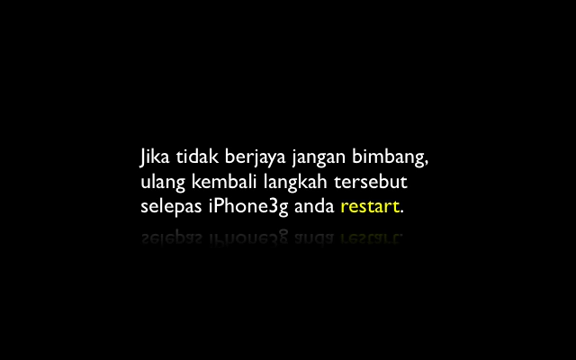 Jika tidak berjaya jangan bimbang,
ulang kembali langkah tersebut
selepas iPhone3g anda restart.